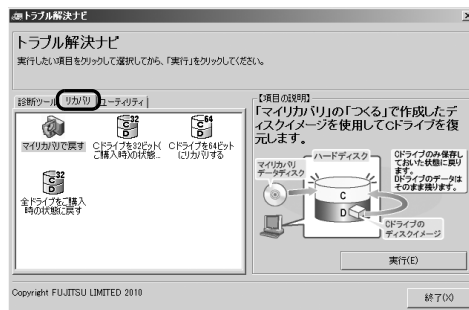 トラブル解決ナビ
トラブル解決ナビ
実行したい項目をクリックして選択してから、「実行」をクリックしてください。
診断ツール
リカバリ
ユーティリティ
マイリカバリで戻す
Cドライブを32ビット(
ご購入時)の状態...
Cドライブを64ビット
にリカバリする
全ドライブをご購入
時の状態に戻す
32
C
D
64
C
D
32
C
D
【項目の説明】
「マイリカバリ」の「つくる」で作成したデ
ィスクイメージを使用してCドライブを復
元します。
マイリカバリ
データディスク
ハードディスク
Cドライブのみ保存し
ておいた状態に戻り
ます。
Dドライブのデータは
そのまま残ります。
C
D
Cドライブの
ディスクイメージ
実行(E)
Copyright FUJITSU LIMITED 2010
終了(X)